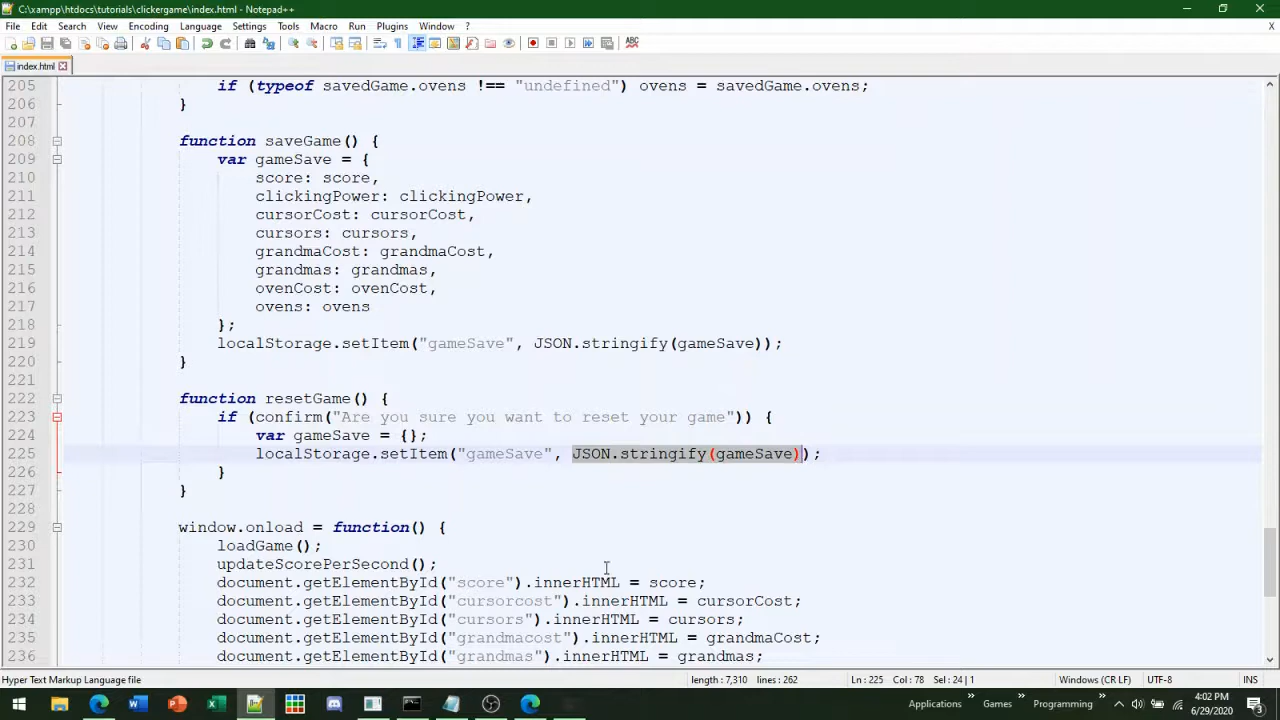 C:\xampp\htdocs\tutorials\clickergame\index.html - Notepad++
File Edit Search View Encoding Language Settings Tools Macro Run Plugins Window ? X
index.html
205 if (typeof savedGame.ovens !== "undefined") ovens = savedGame.ovens;
206 }
207
208 function saveGame() {
209 var gameSave = {
210 score: score,
211 clickingPower: clickingPower,
212 cursorCost: cursorCost,
213 cursors: cursors,
214 grandmaCost: grandmaCost,
215 grandmas: grandmas,
216 ovenCost: ovenCost,
217 ovens: ovens
218 };
219 localStorage.setItem("gameSave", JSON.stringify(gameSave));
220 }
221
222 function resetGame() {
223 if (confirm("Are you sure you want to reset your game")) {
224 var gameSave = {};
225 localStorage.setItem("gameSave", JSON.stringify(gameSave));
226 }
227 }
228
229 window.onload = function() {
230 loadGame();
231 updateScorePerSecond();
232 document.getElementById("score").innerHTML = score;
233 document.getElementById("cursorcost").innerHTML = cursorCost;
234 document.getElementById("cursors").innerHTML = cursors;
235 document.getElementById("grandmacost").innerHTML = grandmaCost;
236 document.getElementById("grandmas").innerHTML = grandmas;
Hyper Text Markup Language file length : 7,310 lines : 262 Ln : 225 Col : 78 Sel : 24 | 1 Windows (CR LF) UTF-8 INS
Applications » Games » Programming » 4:02 PM
6/29/2020